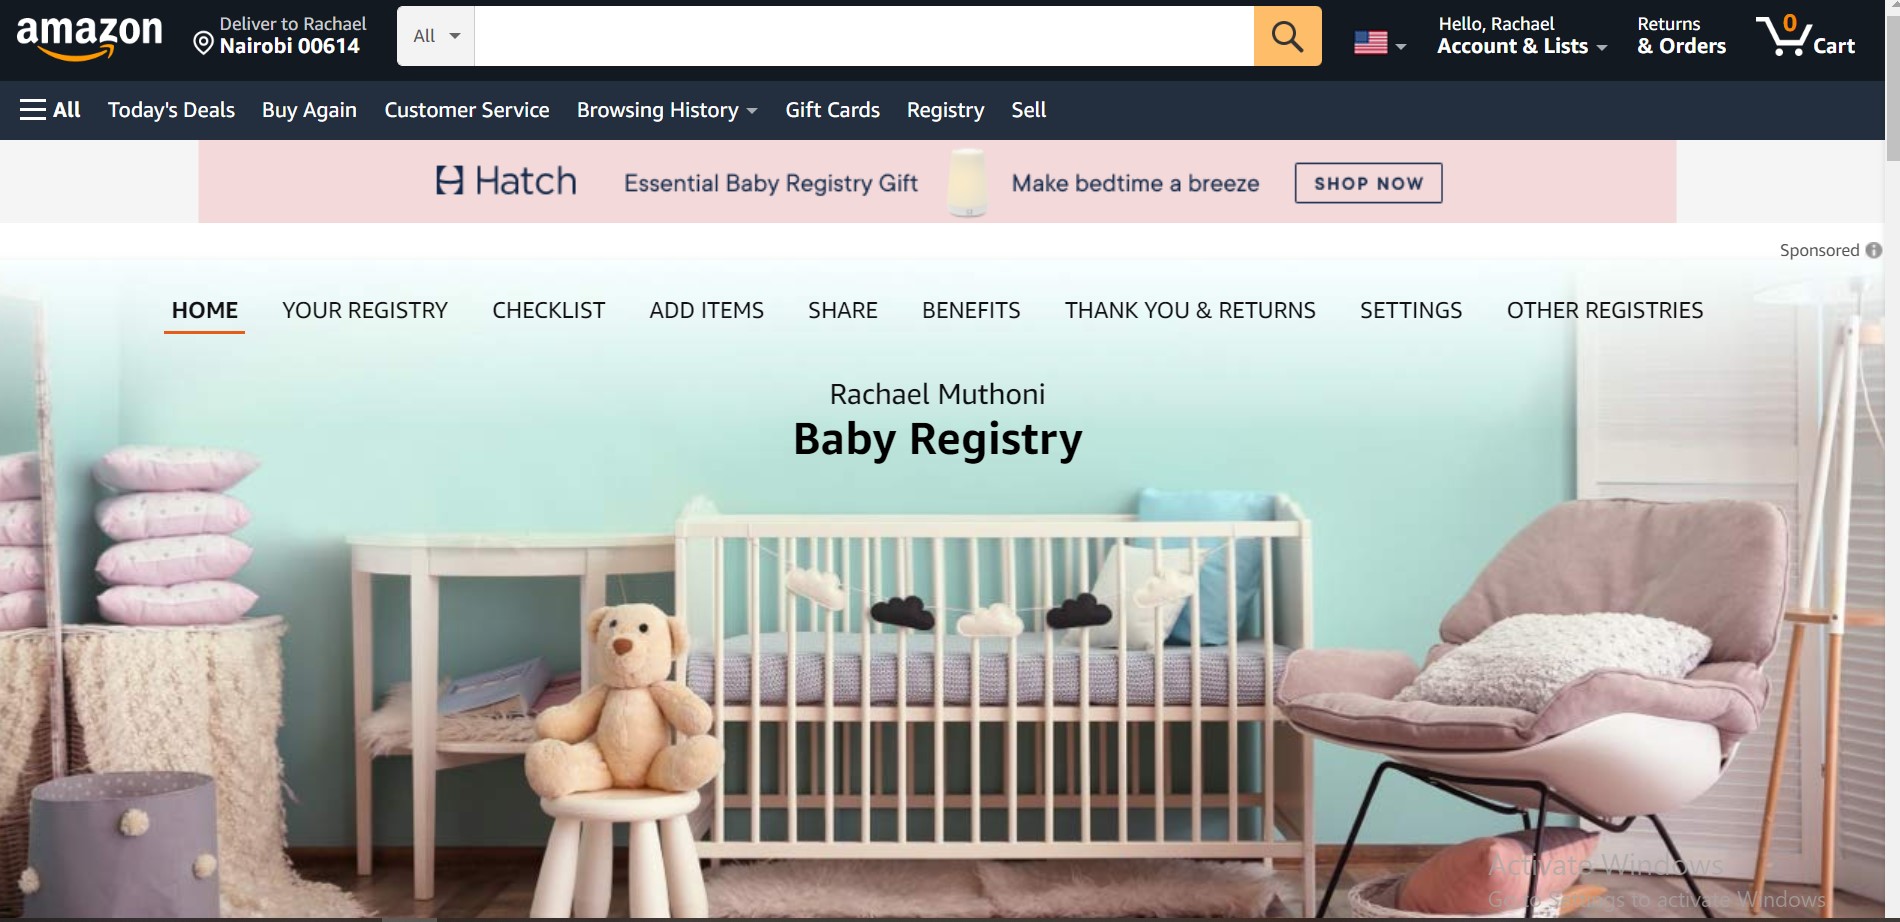 amazon
Deliver to Rachael
Nairobi 00614
All
Hello, Rachael
Account & Lists
Returns
& Orders
0
Cart
All
Today's Deals
Buy Again
Customer Service
Browsing History
Gift Cards
Registry
Sell
Hatch
Essential Baby Registry Gift
Make bedtime a breeze
SHOP NOW
Sponsored
HOME
YOUR REGISTRY
CHECKLIST
ADD ITEMS
SHARE
BENEFITS
THANK YOU & RETURNS
SETTINGS
OTHER REGISTRIES
Rachael Muthoni
Baby Registry
Activate Windows
Go to Settings to activate Windows